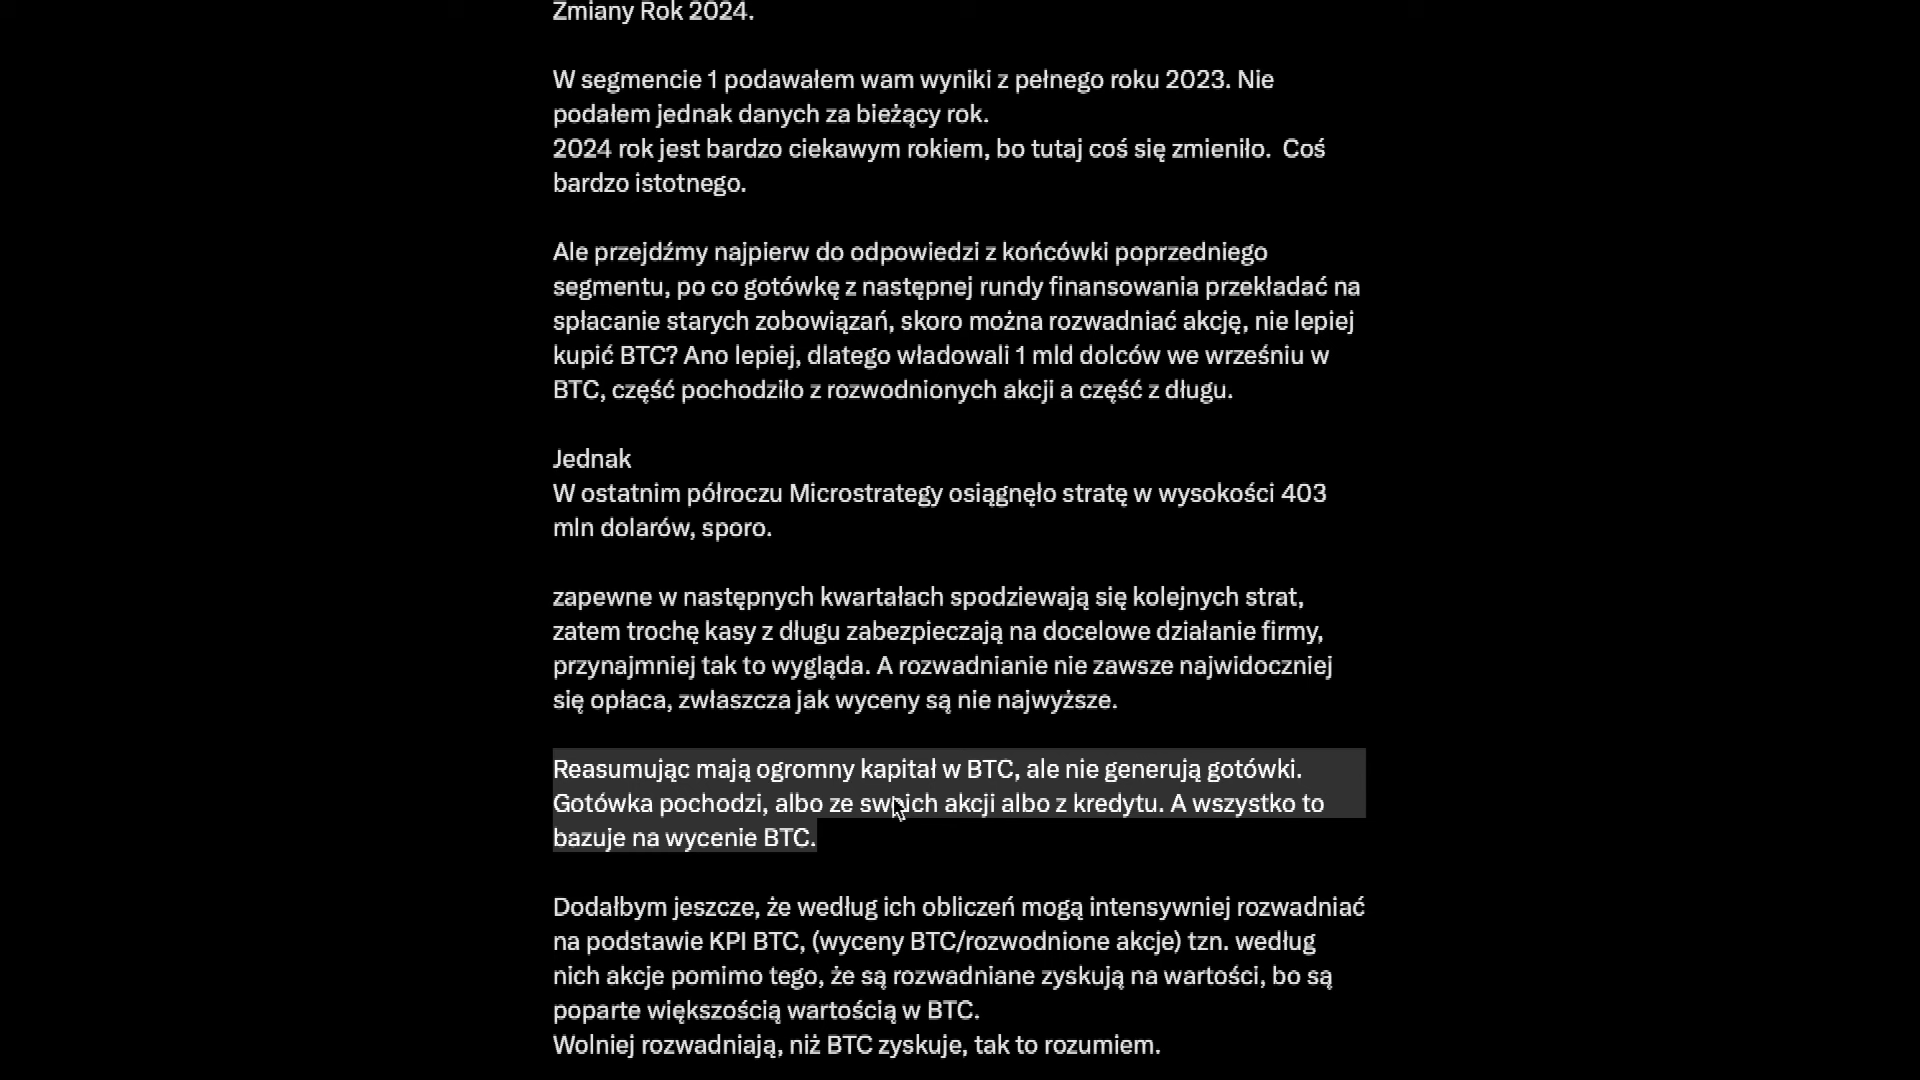 Zmiany Rok 2024.
W segmencie 1 podawałem wam wyniki z pełnego roku 2023. Nie
podałem jednak danych za bieżący rok.
2024 rok jest bardzo ciekawym rokiem, bo tutaj coś się zmieniło.  Coś
bardzo istotnego.
Ale przejdźmy najpierw do odpowiedzi z końcówki poprzedniego
segmentu, po co gotówkę z następnej rundy finansowania przekładać na
spłacanie starych zobowiązań, skoro można rozwadniać akcję, nie lepiej
kupić BTC? Ano lepiej, dlatego władowali 1 mld dolców we wrześniu w
BTC, część pochodziło z rozwodnionych akcji a część z długu.
Jednak
W ostatnim półroczu Microstrategy osiągnęło stratę w wysokości 403
mln dolarów, sporo.
zapewne w następnych kwartałach spodziewają się kolejnych strat,
zatem trochę kasy z długu zabezpieczają na docelowe działanie firmy,
przynajmniej tak to wygląda. A rozwadnianie nie zawsze najwidoczniej
się opłaca, zwłaszcza jak wyceny są nie najwyższe.
Reasumując mają ogromny kapitał w BTC, ale nie generują gotówki.
Gotówka pochodzi, albo ze swoich akcji albo z kredytu. A wszystko to
bazuje na wycenie BTC.
Dodałbym jeszcze, że według ich obliczeń mogą intensywniej rozwadniać
na podstawie KPI BTC, (wyceny BTC/rozwodnione akcje) tzn. według
nich akcje pomimo tego, że są rozwadniane zyskują na wartości, bo są
poparte większością wartością w BTC.
Wolniej rozwadniają, niż BTC zyskuje, tak to rozumiem.